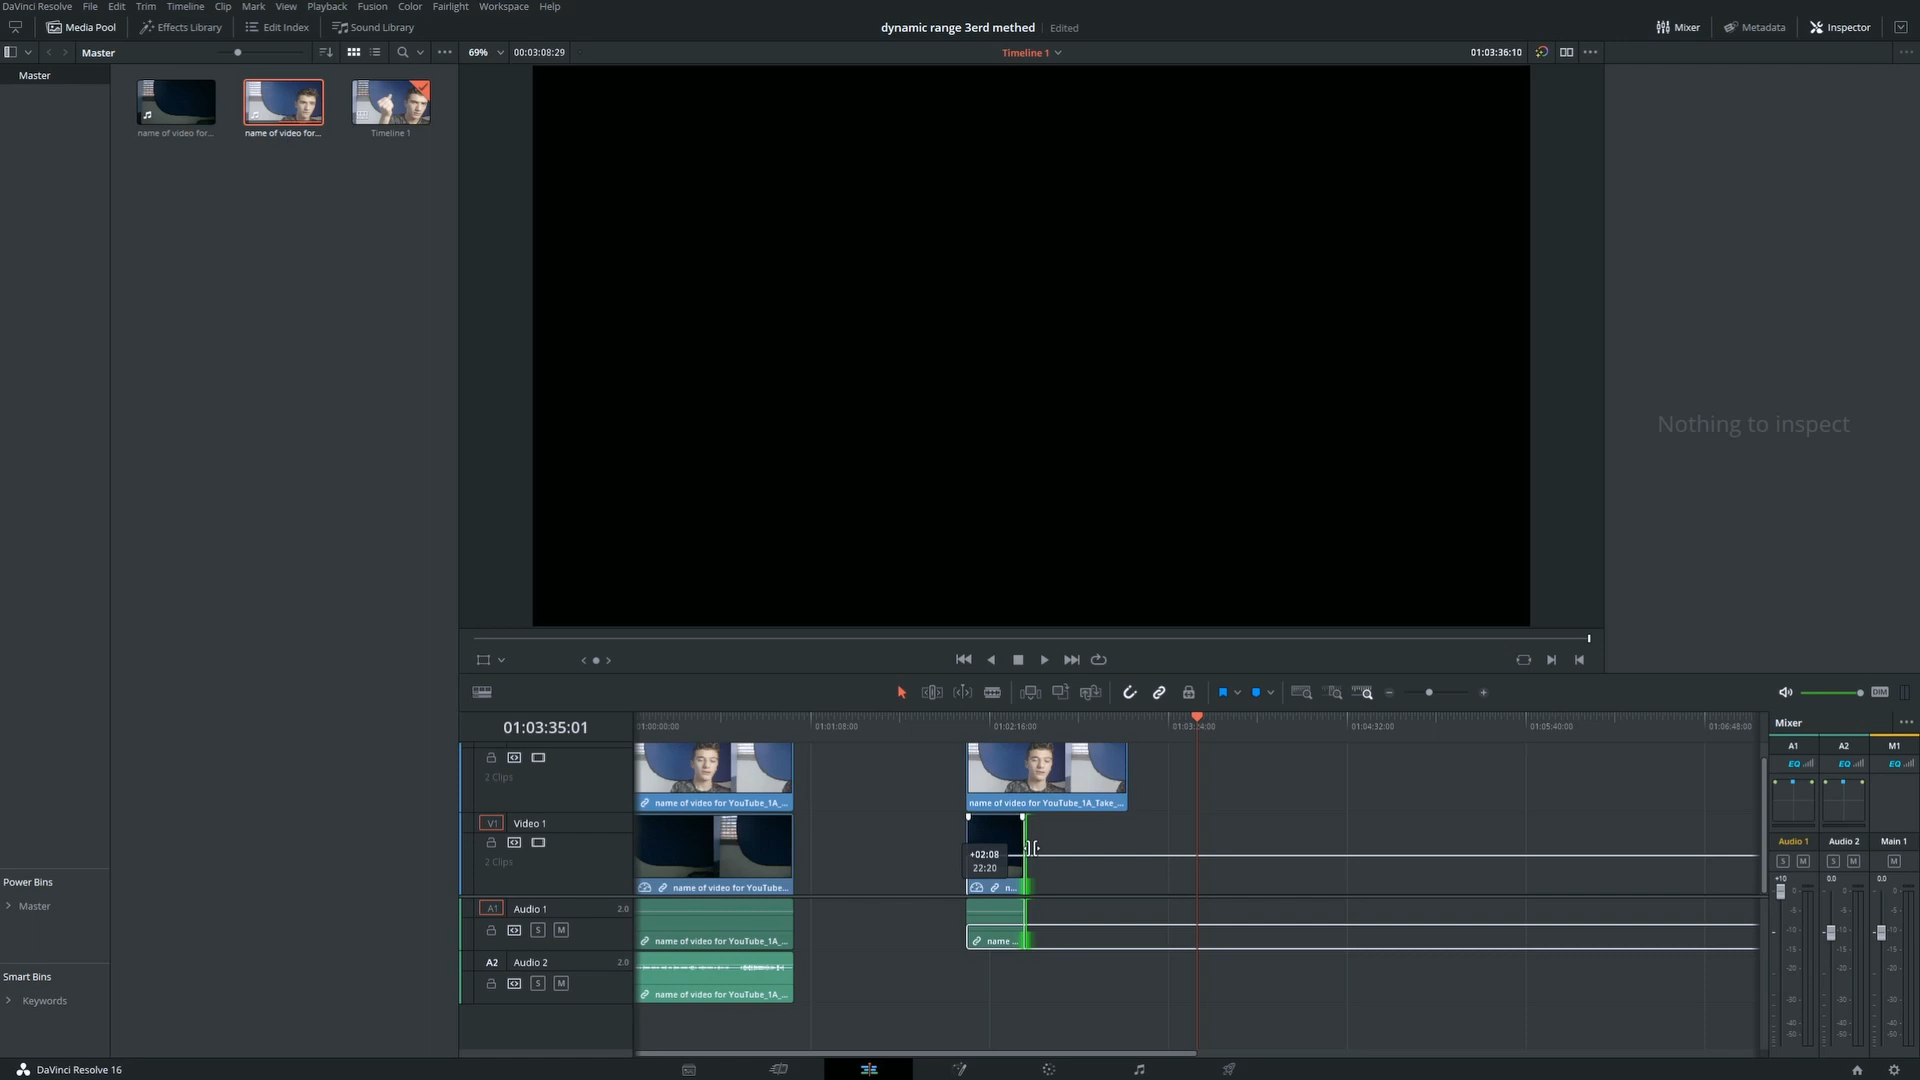 DaVinci Resolve File Edit Trim Timeline Clip Mark View Playback Fusion Color Fairlight Workspace Help
Media Pool Effects Library Edit Index Sound Library dynamic range 3erd methed Edited Mixer Metadata Inspector
Master 69% 00:03:08:29 Timeline 1 01:03:36:10
Master
name of video for... name of video for... Timeline 1
Nothing to inspect
DIM
01:03:35:01 01:00:00:00 01:01:08:00 01:02:16:00 01:03:24:00 01:04:32:00 01:05:40:00 01:06:48:00 Mixer
A1 A2 M1
EQ EQ EQ
2 Clips
name of video for YouTube_1A_... name of video for YouTube_1A_Take_...
V1 Video 1
Audio 1 Audio 2 Main 1
+02:08
22:20
2 Clips
S M S M M
+10 0.0 0.0
name of video for YouTube... n...
Power Bins
Master
A1 Audio 1 2.0
S M
name of video for YouTube_1A_... name ...
A2 Audio 2 2.0
Smart Bins
S M
name of video for YouTube_1A_...
Keywords
DaVinci Resolve 16